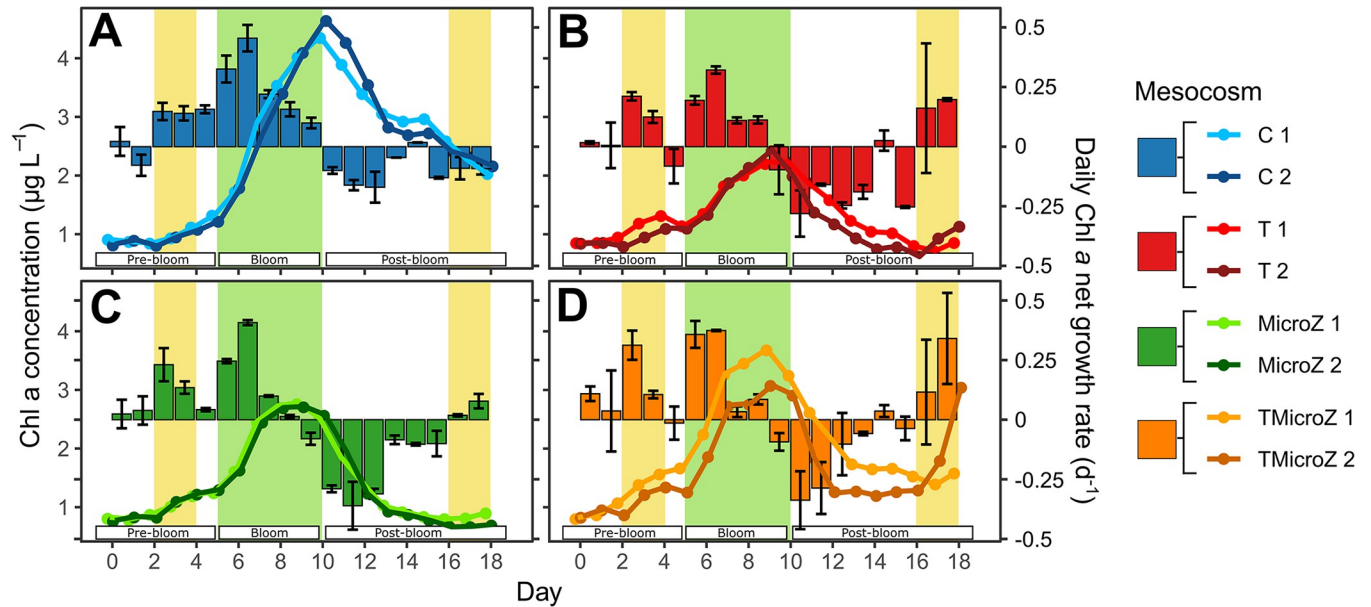 A
B
4
3
2
1
0.5
0.25
0
-0.25
-0.5
Pre-bloom Bloom Post-bloom
Pre-bloom Bloom Post-bloom
C
D
4
3
2
1
0.5
0.25
0
-0.25
-0.5
Pre-bloom Bloom Post-bloom
Pre-bloom Bloom Post-bloom
0 2 4 6 8 10 12 14 16 18
0 2 4 6 8 10 12 14 16 18
Day
Chl a concentration (µg L⁻¹)
Daily Chl a net growth rate (d⁻¹)
Mesocosm
C 1
C 2
T 1
T 2
MicroZ 1
MicroZ 2
TMicroZ 1
TMicroZ 2